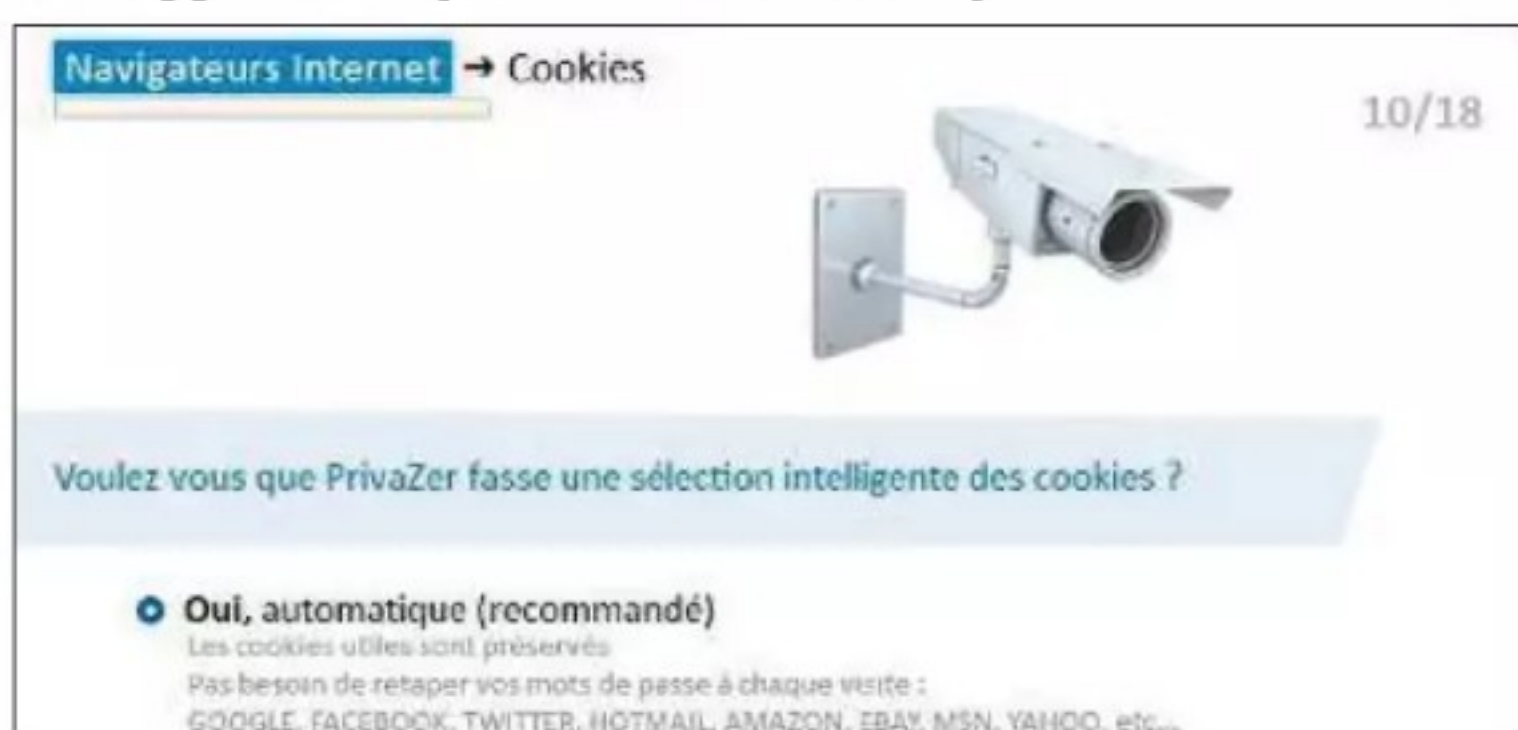 Navigateurs Internet → Cookies
10/18
Voulez vous que PrivaZer fasse une sélection intelligente des cookies ?
Oui, automatique (recommandé)
Les cookies utiles sont préservés
Pas besoin de retaper vos mots de passe à chaque visite :
GOOGLE, FACEBOOK, TWITTER, HOTMAIL, AMAZON, EBAY, MSN, YAHOO, etc...